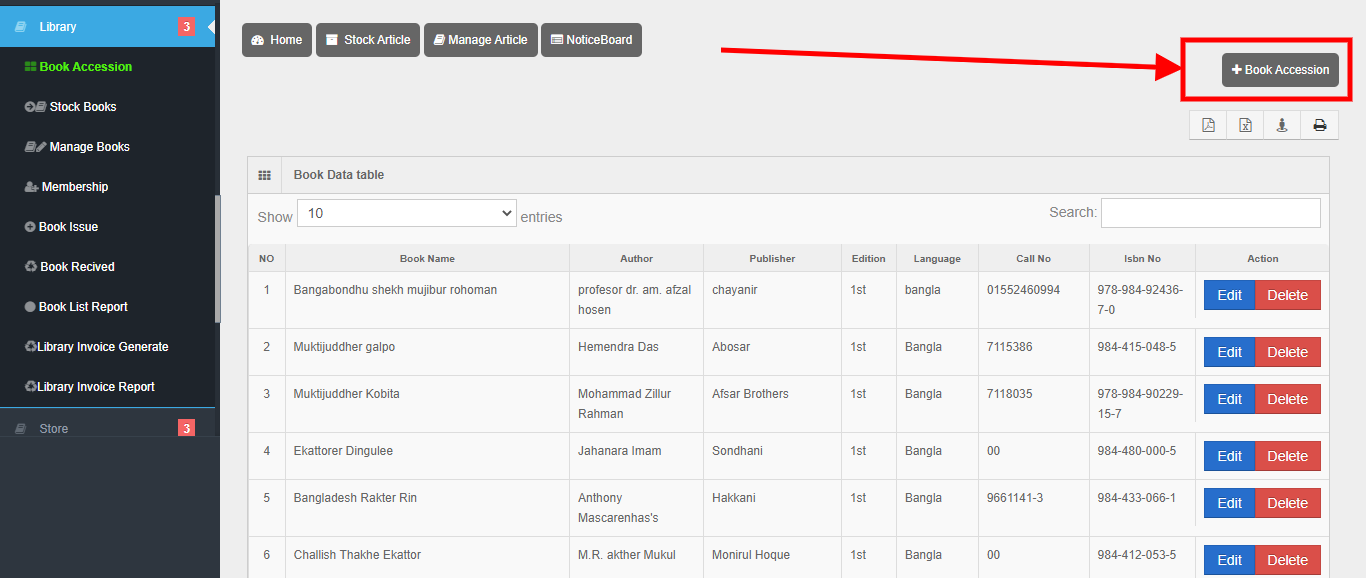 Library 3
Book Accession
Stock Books
Manage Books
Membership
Book Issue
Book Recived
Book List Report
Library Invoice Generate
Library Invoice Report
Store 3
Home Stock Article Manage Article NoticeBoard
Book Accession
Book Data table
Show 10 entries Search:
NO Book Name Author Publisher Edition Language Call No Isbn No Action
1 Bangabondhu shekh mujibur rohoman profesor dr. am. afzal chayanir 1st bangla 01552460994 978-984-92436- Edit Delete
hosen 7-0
2 Muktijuddher galpo Hemendra Das Abosar 1st Bangla 7115386 984-415-048-5 Edit Delete
3 Muktijuddher Kobita Mohammad Zillur Afsar Brothers 1st Bangla 7118035 978-984-90229- Edit Delete
Rahman 15-7
4 Ekattorer Dingulee Jahanara Imam Sondhani 1st Bangla 00 984-480-000-5 Edit Delete
5 Bangladesh Rakter Rin Anthony Hakkani 1st Bangla 9661141-3 984-433-066-1 Edit Delete
Mascarenhas's
6 Challish Thakhe Ekattor M.R. akther Mukul Monirul Hoque 1st Bangla 00 984-412-053-5 Edit Delete